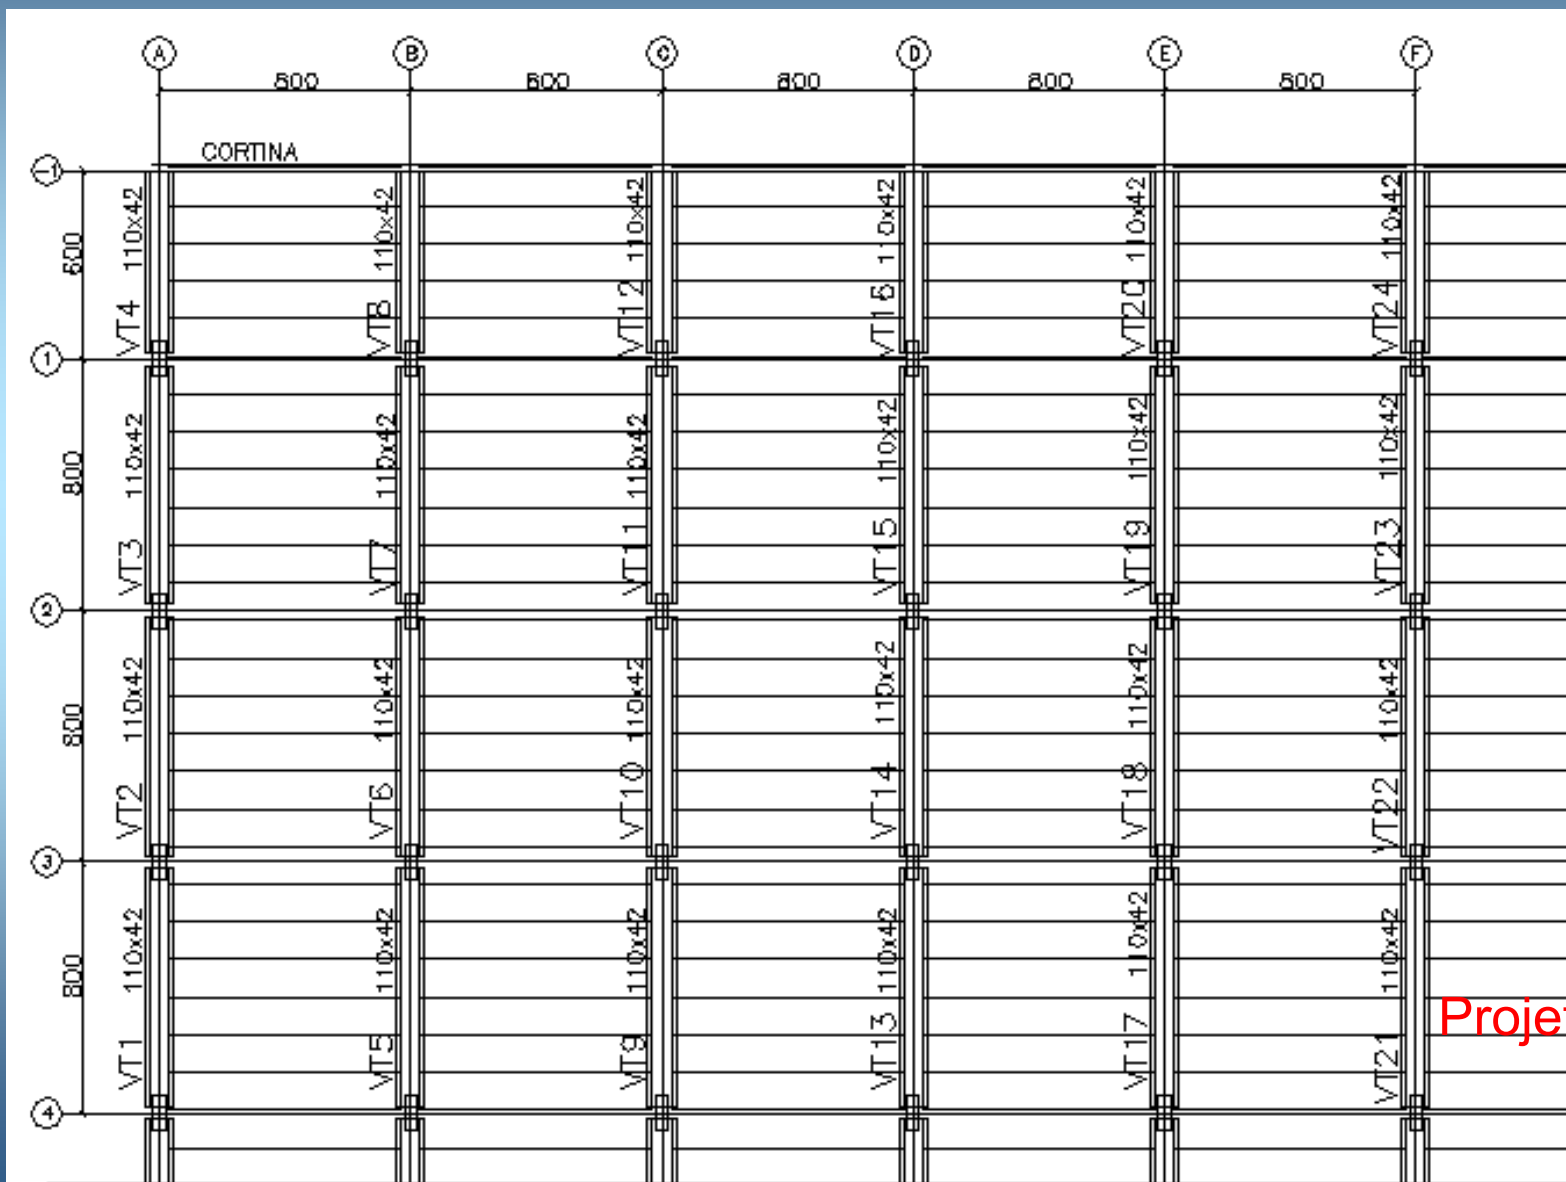 A B C D E F
800 800 800 800 800
CORTINA
-1
110x42 110x42 110x42 110x42 110x42 110x42
600
VT4 VT8 VT12 VT16 VT20 VT24
1
110x42 110x42 110x42 110x42 110x42 110x42
800
VT3 VT7 VT11 VT15 VT19 VT23
2
110x42 110x42 110x42 110x42 110x42 110x42
800
VT2 VT6 VT10 VT14 VT18 VT22
3
110x42 110x42 110x42 110x42 110x42 110x42
800
Proje
VT1 VT5 VT9 VT13 VT17 VT21
4